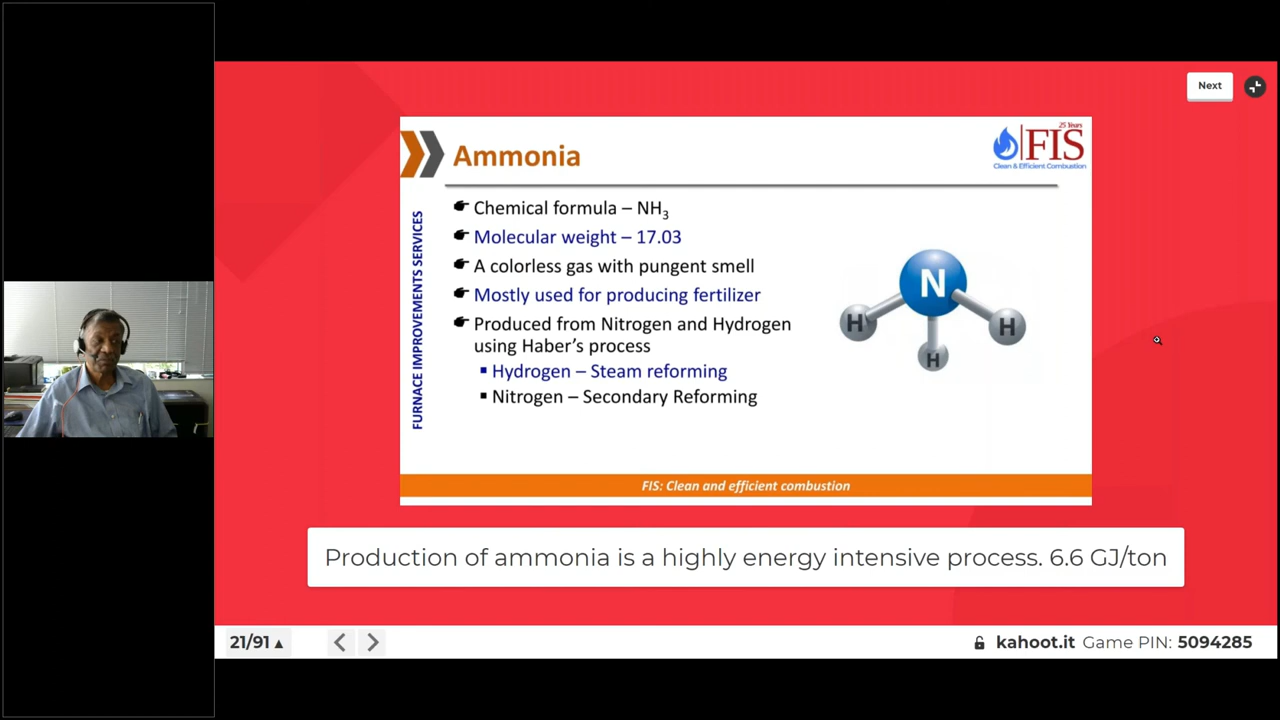 Next
25 Years
FIS
Clean & Efficient Combustion
Ammonia
FURNACE IMPROVEMENTS SERVICES
Chemical formula – NH3
Molecular weight – 17.03
A colorless gas with pungent smell
Mostly used for producing fertilizer
Produced from Nitrogen and Hydrogen
using Haber's process
Hydrogen – Steam reforming
Nitrogen – Secondary Reforming
N
H
H
H
FIS: Clean and efficient combustion
Production of ammonia is a highly energy intensive process. 6.6 GJ/ton
21/91
kahoot.it Game PIN: 5094285